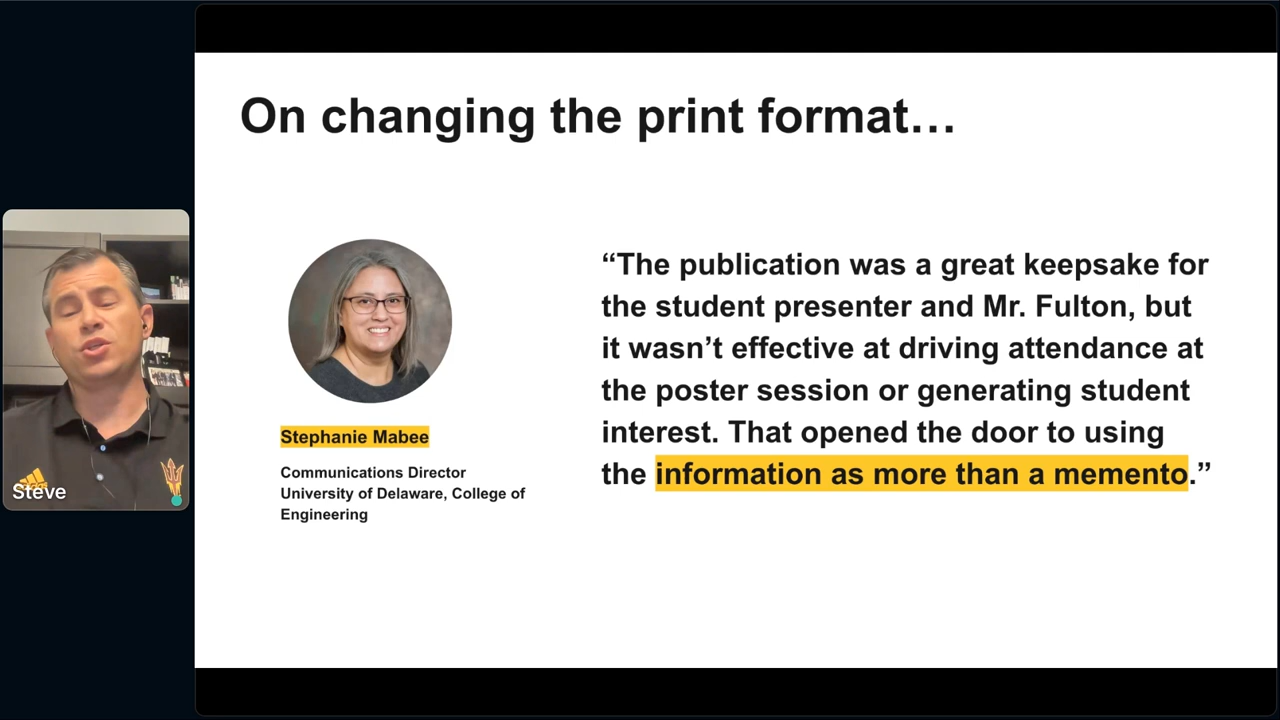 On changing the print format…
Steve
Stephanie Mabee
Communications Director
University of Delaware, College of
Engineering
“The publication was a great keepsake for
the student presenter and Mr. Fulton, but
it wasn’t effective at driving attendance at
the poster session or generating student
interest. That opened the door to using
the information as more than a memento.”